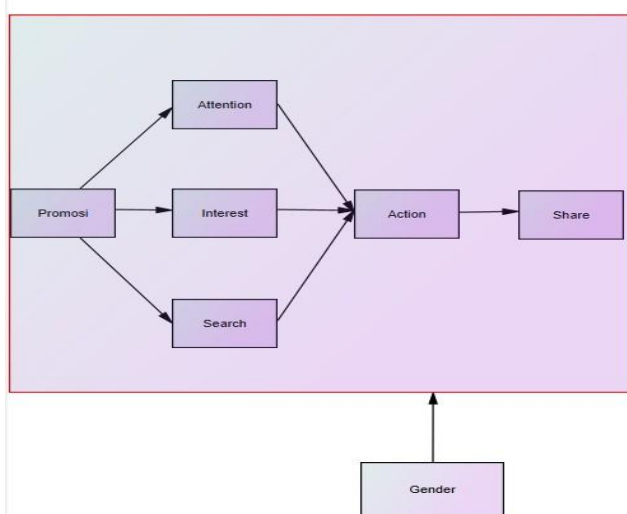 Attention
Promosi
Interest
Action
Share
Search
Gender